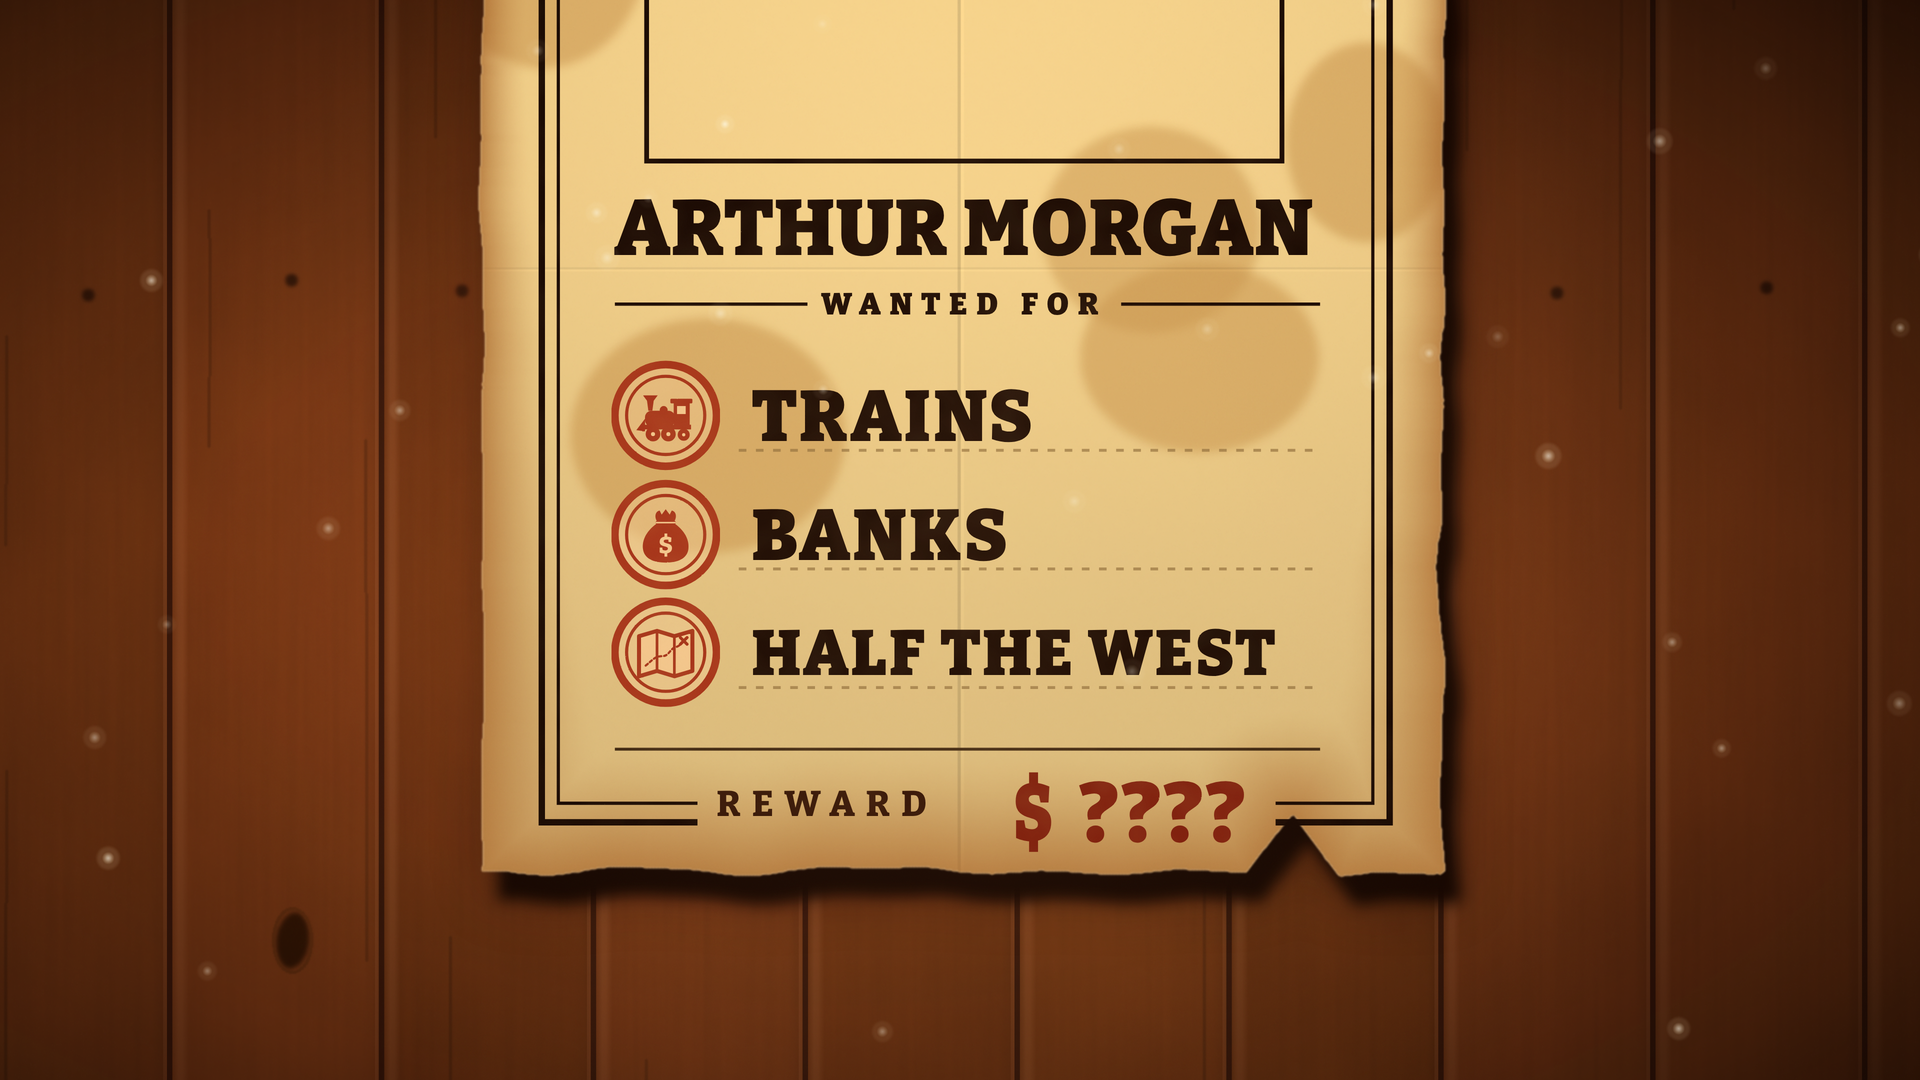 ARTHUR MORGAN
WANTED FOR
TRAINS
$
BANKS
HALF THE WEST
REWARD $ ????